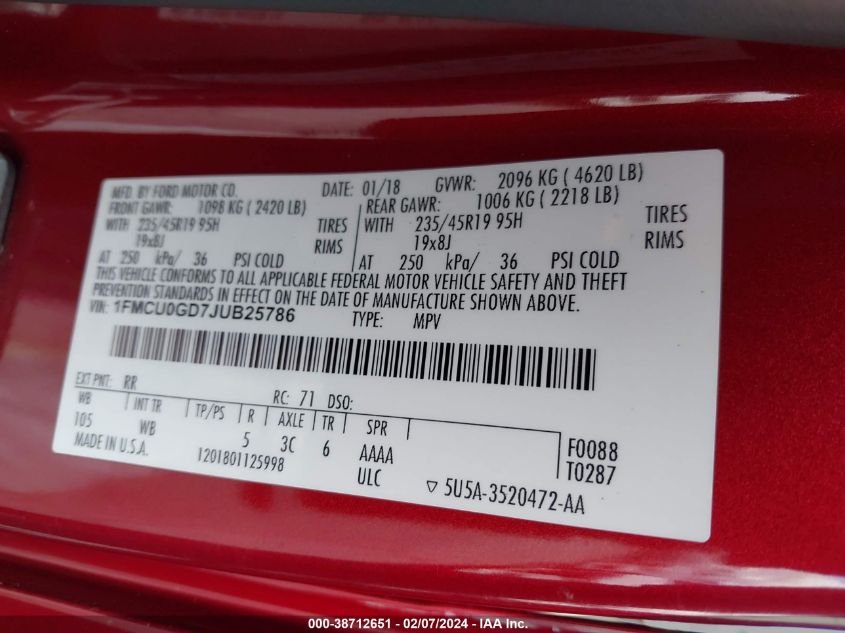 MFD. BY FORD MOTOR CO. DATE: 01/18 GVWR: 2096 KG ( 4620 LB)
FRONT GAWR: 1098 KG ( 2420 LB) REAR GAWR: 1006 KG ( 2218 LB)
WITH 235/45R19 95H TIRES WITH 235/45R19 95H TIRES
19x8J RIMS 19x8J RIMS
AT 250 kPa/ 36 PSI COLD AT 250 kPa/ 36 PSI COLD
THIS VEHICLE CONFORMS TO ALL APPLICABLE FEDERAL MOTOR VEHICLE SAFETY AND THEFT
PREVENTION STANDARDS IN EFFECT ON THE DATE OF MANUFACTURE SHOWN ABOVE.
VIN: 1FMCU0GD7JUB25786 TYPE: MPV
EXT PNT: RR RC: 71 DSO:
WB INT TR TP/PS R AXLE TR SPR
105 WB 5 3C 6 AAAA F0088
MADE IN U.S.A. 1201801125998 ULC T0287
▽ 5U5A-3520472-AA
000-38712651 - 02/07/2024 - IAA Inc.